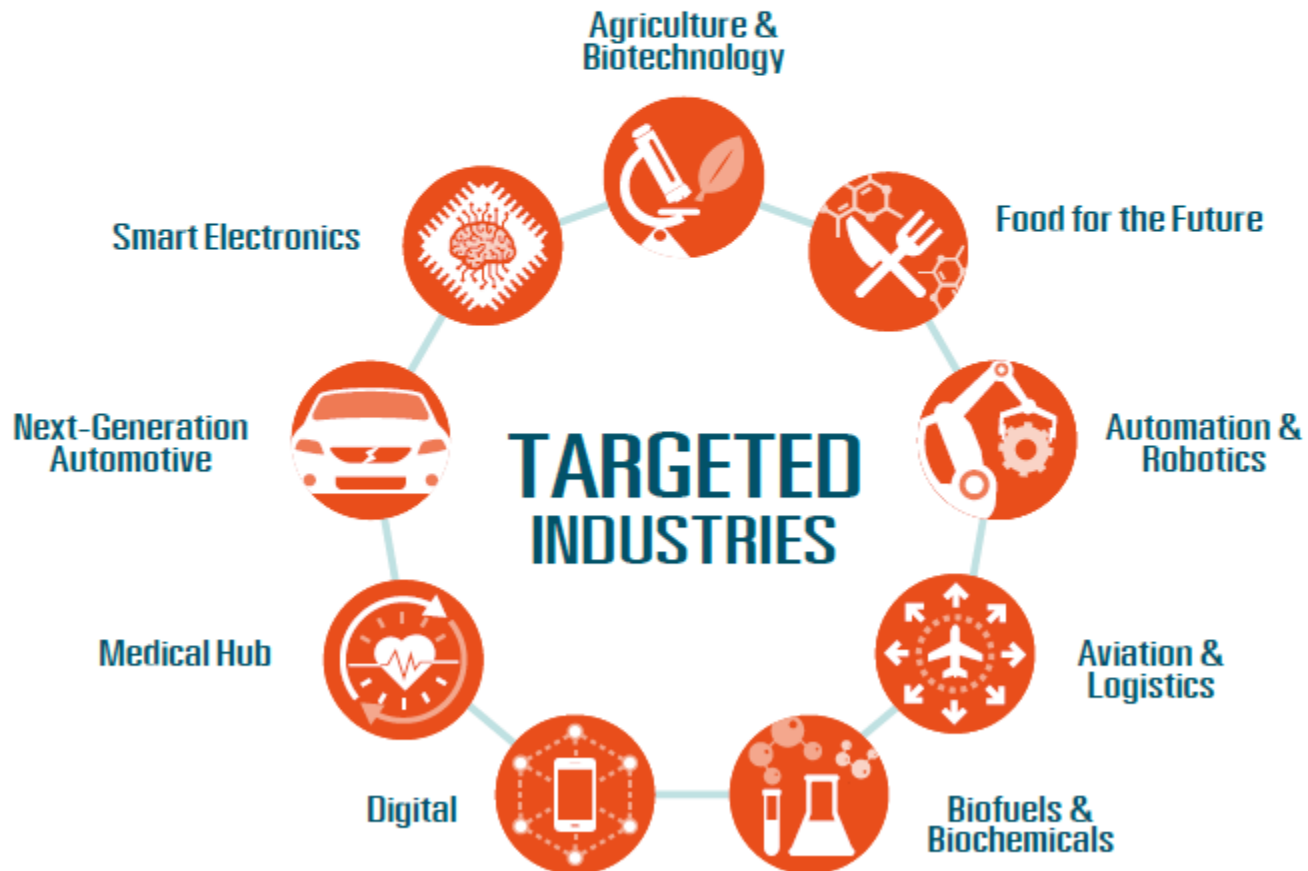 Agriculture &
Biotechnology
Smart Electronics
Food for the Future
Next-Generation
Automotive
TARGETED
INDUSTRIES
Automation &
Robotics
Medical Hub
Aviation &
Logistics
Digital
Biofuels &
Biochemicals